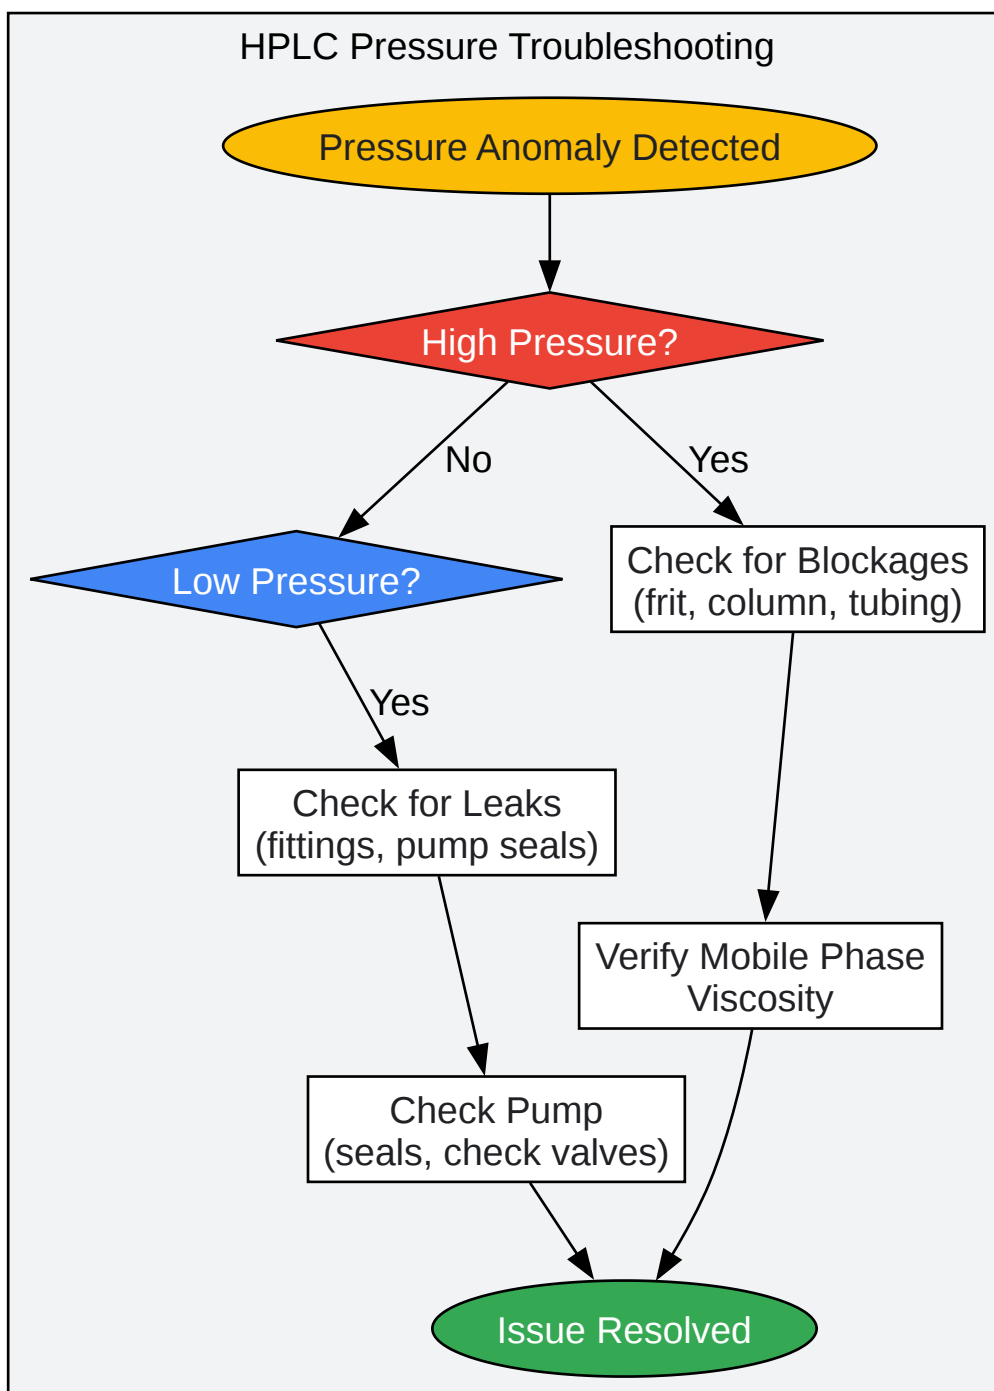 HPLC Pressure Troubleshooting
Pressure Anomaly Detected
High Pressure?
No
Yes
Low Pressure?
Check for Blockages
(frit, column, tubing)
Yes
Check for Leaks
(fittings, pump seals)
Verify Mobile Phase
Viscosity
Check Pump
(seals, check valves)
Issue Resolved